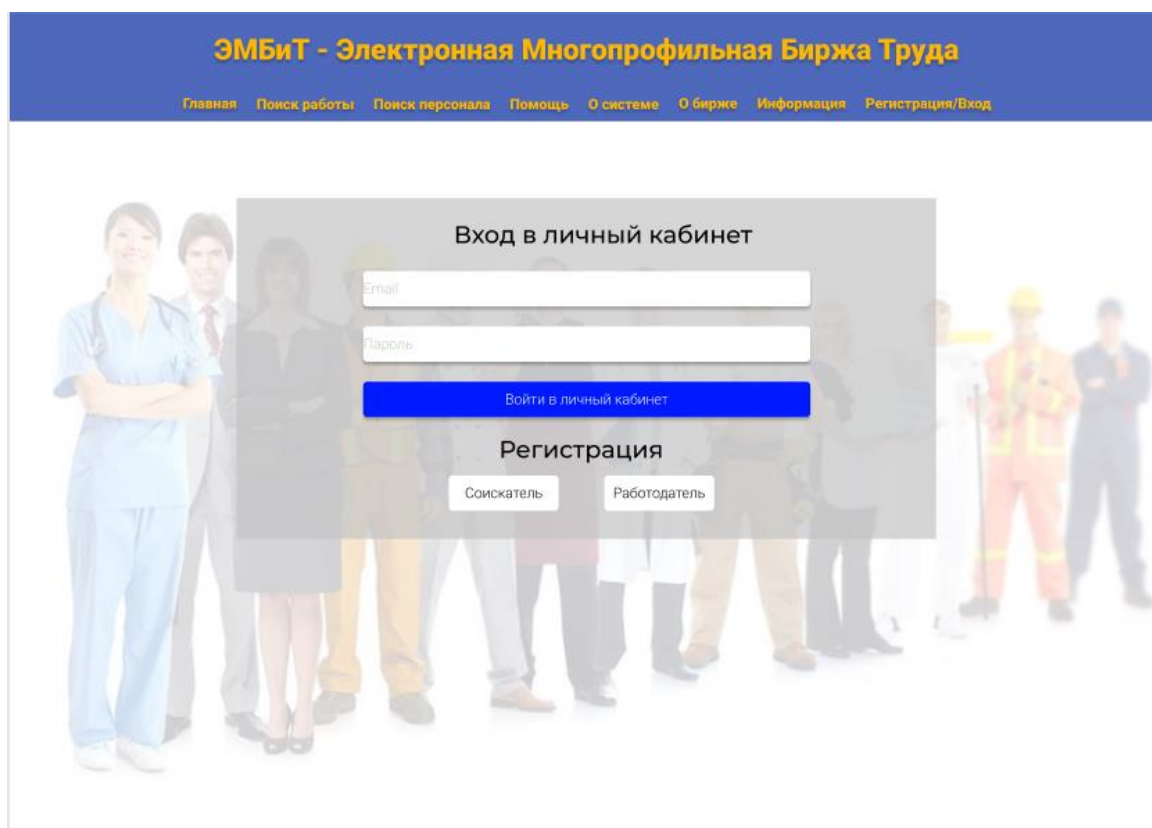 ЭМБиТ - Электронная Многопрофильная Биржа Труда
Главная Поиск работы Поиск персонала Помощь О системе О бирже Информация Регистрация/Вход
Вход в личный кабинет
Email
Пароль
Войти в личный кабинет
Регистрация
Соискатель Работодатель